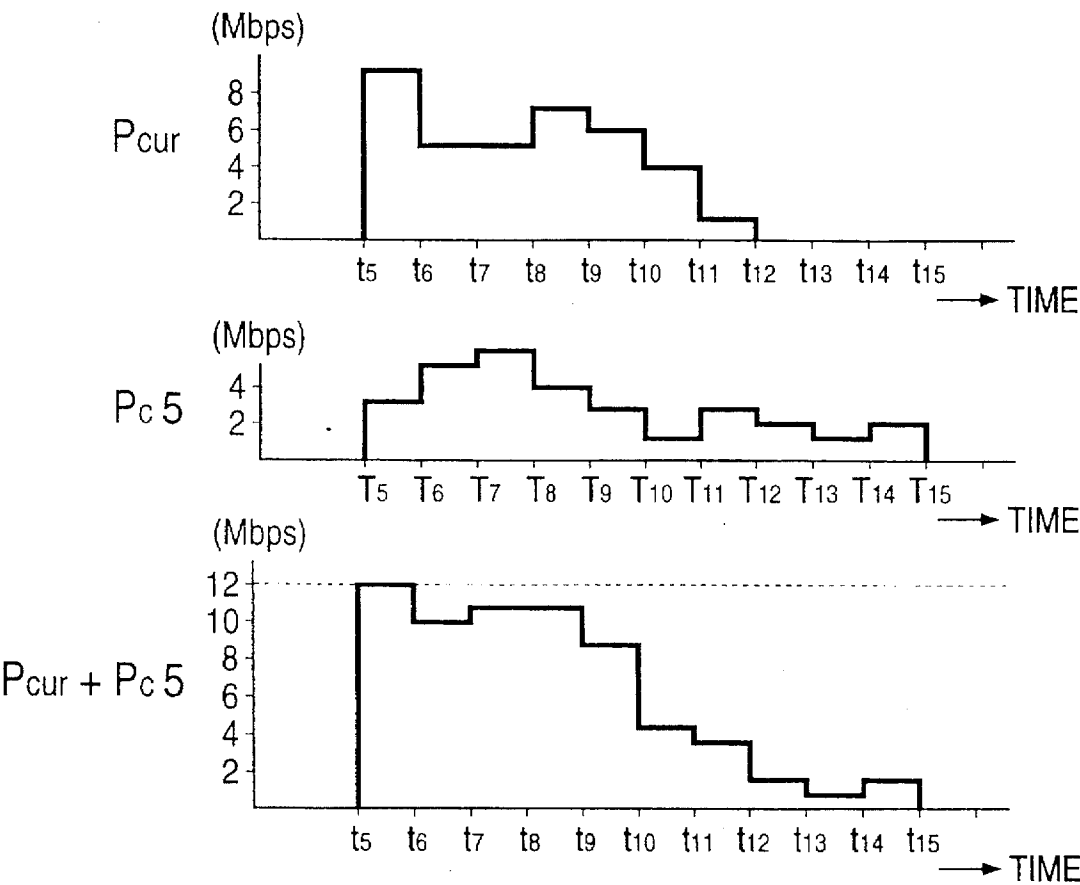 (Mbps)
8
6
4
2
Pcur
t5 t6 t7 t8 t9 t10 t11 t12 t13 t14 t15
TIME
(Mbps)
4
2
Pc 5
T5 T6 T7 T8 T9 T10 T11 T12 T13 T14 T15
TIME
(Mbps)
12
10
8
6
4
2
Pcur + Pc 5
t5 t6 t7 t8 t9 t10 t11 t12 t13 t14 t15
TIME